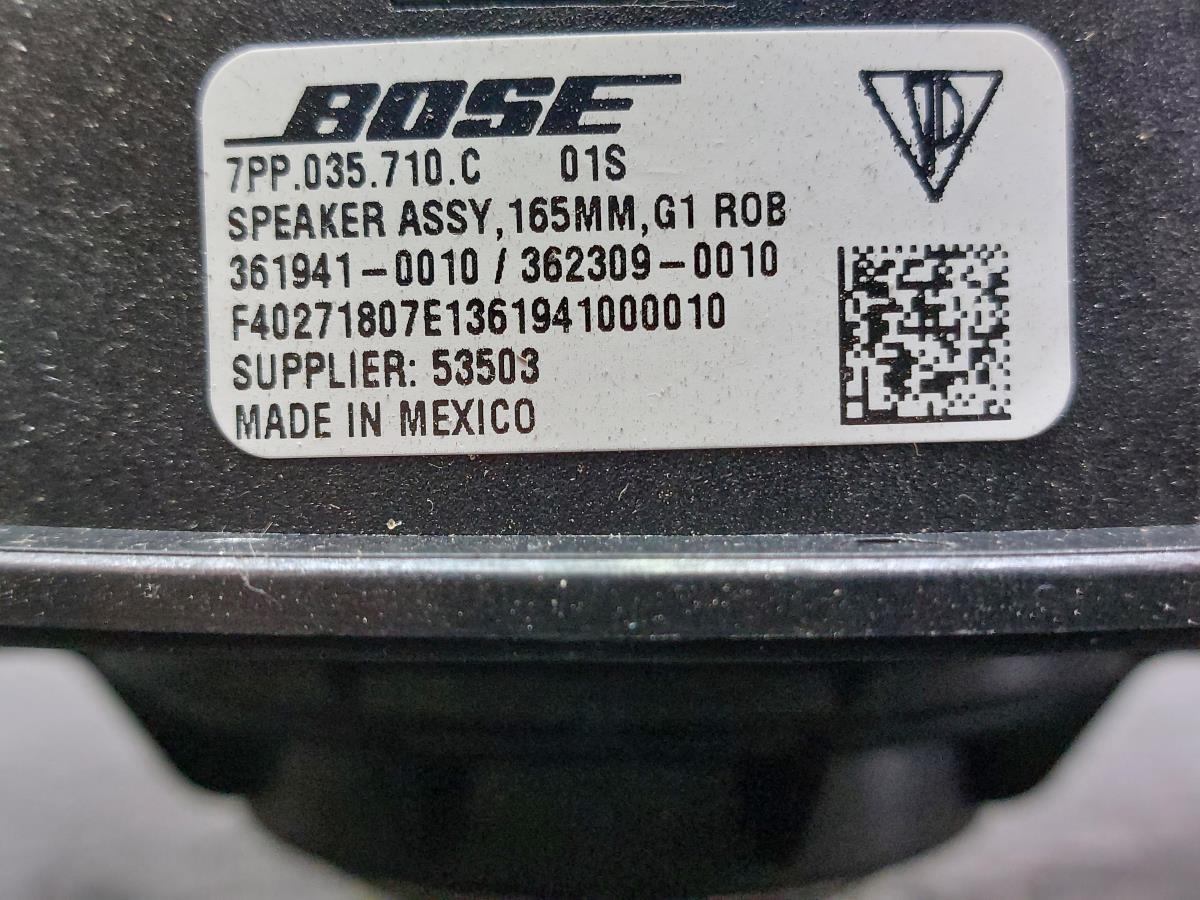 BOSE
7PP.035.710.C 01S
SPEAKER ASSY,165MM,G1 ROB
361941-0010 / 362309-0010
F40271807E1361941000010
SUPPLIER: 53503
MADE IN MEXICO